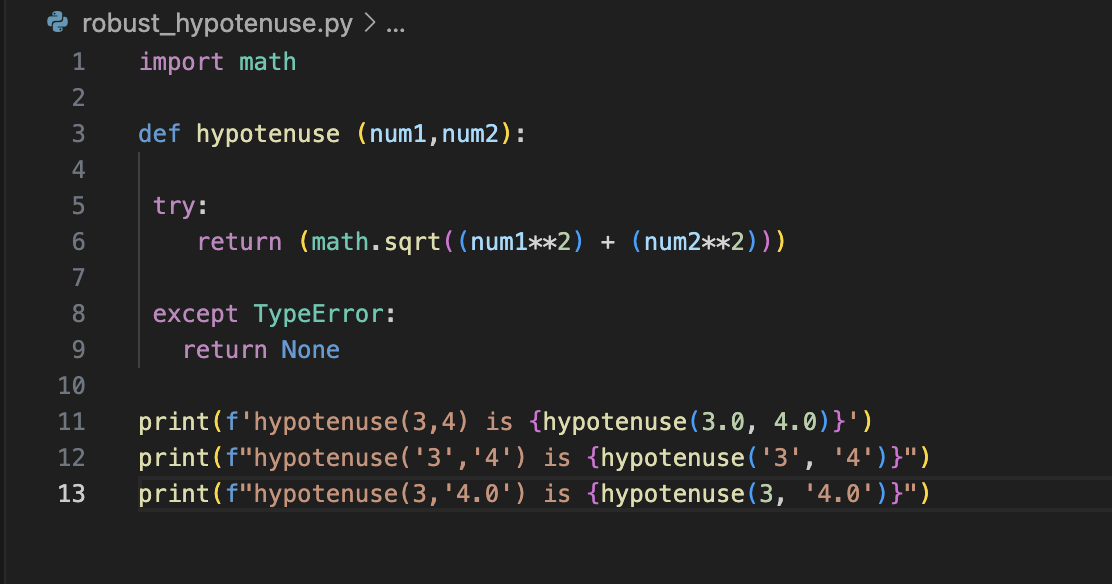 robust_hypotenuse.py > ...
1 import math
2
3 def hypotenuse (num1,num2):
4
5  try:
6     return (math.sqrt((num1**2) + (num2**2)))
7
8  except TypeError:
9    return None
10
11 print(f'hypotenuse(3,4) is {hypotenuse(3.0, 4.0)}')
12 print(f"hypotenuse('3','4') is {hypotenuse('3', '4')}")
13 print(f"hypotenuse(3,'4.0') is {hypotenuse(3, '4.0')}")